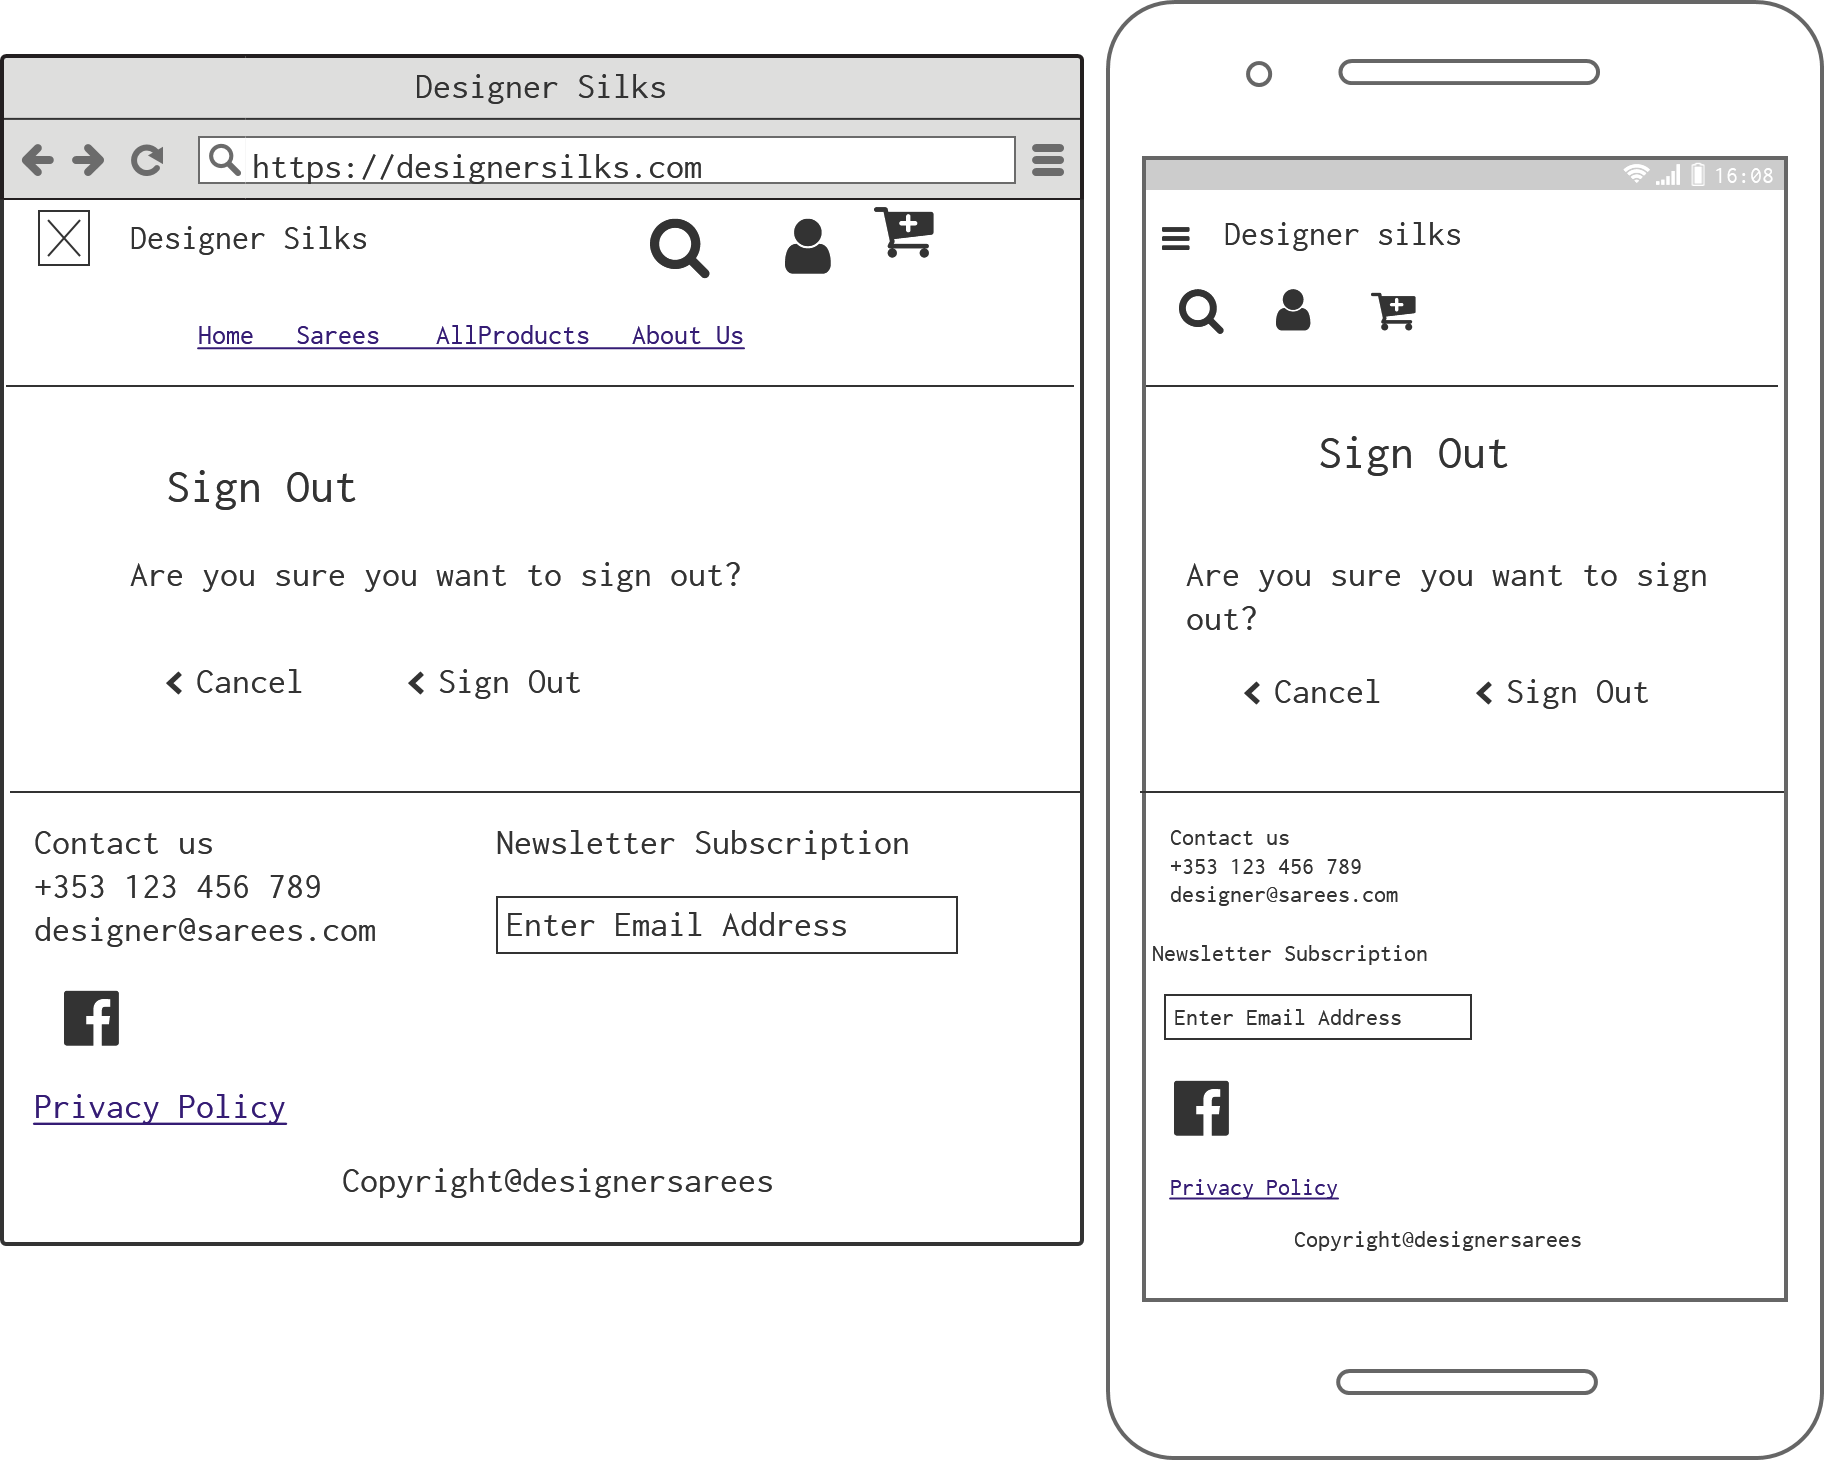 Designer Silks
https://designersilks.com
Designer Silks
Home Sarees AllProducts About Us
Sign Out
Are you sure you want to sign out?
Cancel Sign Out
Contact us
+353 123 456 789
designer@sarees.com
Newsletter Subscription
Enter Email Address
Privacy Policy
Copyright@designersarees
16:08
Designer silks
Sign Out
Are you sure you want to sign
out?
Cancel Sign Out
Contact us
+353 123 456 789
designer@sarees.com
Newsletter Subscription
Enter Email Address
Privacy Policy
Copyright@designersarees